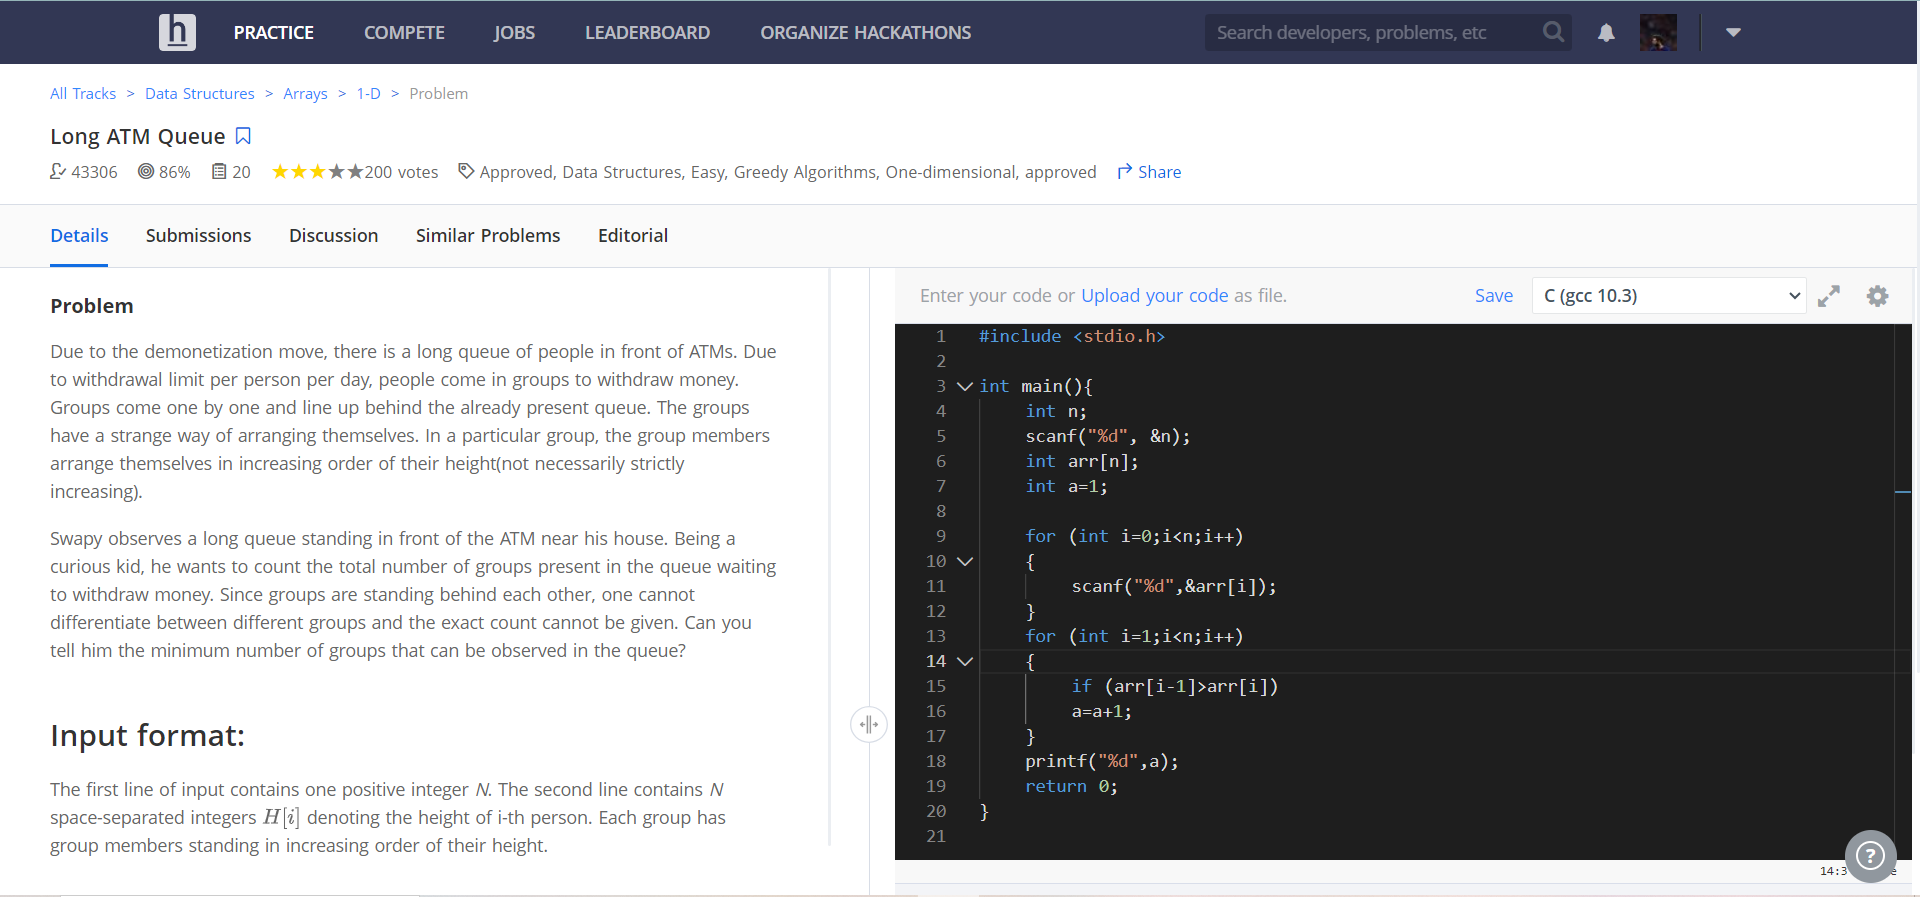 h PRACTICE COMPETE JOBS LEADERBOARD ORGANIZE HACKATHONS Search developers, problems, etc
All Tracks > Data Structures > Arrays > 1-D > Problem
Long ATM Queue
43306 86% 20 ★★★★★200 votes Approved, Data Structures, Easy, Greedy Algorithms, One-dimensional, approved Share
Details Submissions Discussion Similar Problems Editorial
Problem
Due to the demonetization move, there is a long queue of people in front of ATMs. Due
to withdrawal limit per person per day, people come in groups to withdraw money.
Groups come one by one and line up behind the already present queue. The groups
have a strange way of arranging themselves. In a particular group, the group members
arrange themselves in increasing order of their height(not necessarily strictly
increasing).
Swapy observes a long queue standing in front of the ATM near his house. Being a
curious kid, he wants to count the total number of groups present in the queue waiting
to withdraw money. Since groups are standing behind each other, one cannot
differentiate between different groups and the exact count cannot be given. Can you
tell him the minimum number of groups that can be observed in the queue?
Input format:
The first line of input contains one positive integer N. The second line contains N
space-separated integers H[i] denoting the height of i-th person. Each group has
group members standing in increasing order of their height.
Enter your code or Upload your code as file. Save C (gcc 10.3)
1 #include <stdio.h>
2
3 int main(){
4 int n;
5 scanf("%d", &n);
6 int arr[n];
7 int a=1;
8
9 for (int i=0;i<n;i++)
10 {
11 scanf("%d",&arr[i]);
12 }
13 for (int i=1;i<n;i++)
14 {
15 if (arr[i-1]>arr[i])
16 a=a+1;
17 }
18 printf("%d",a);
19 return 0;
20 }
21
14:3
?